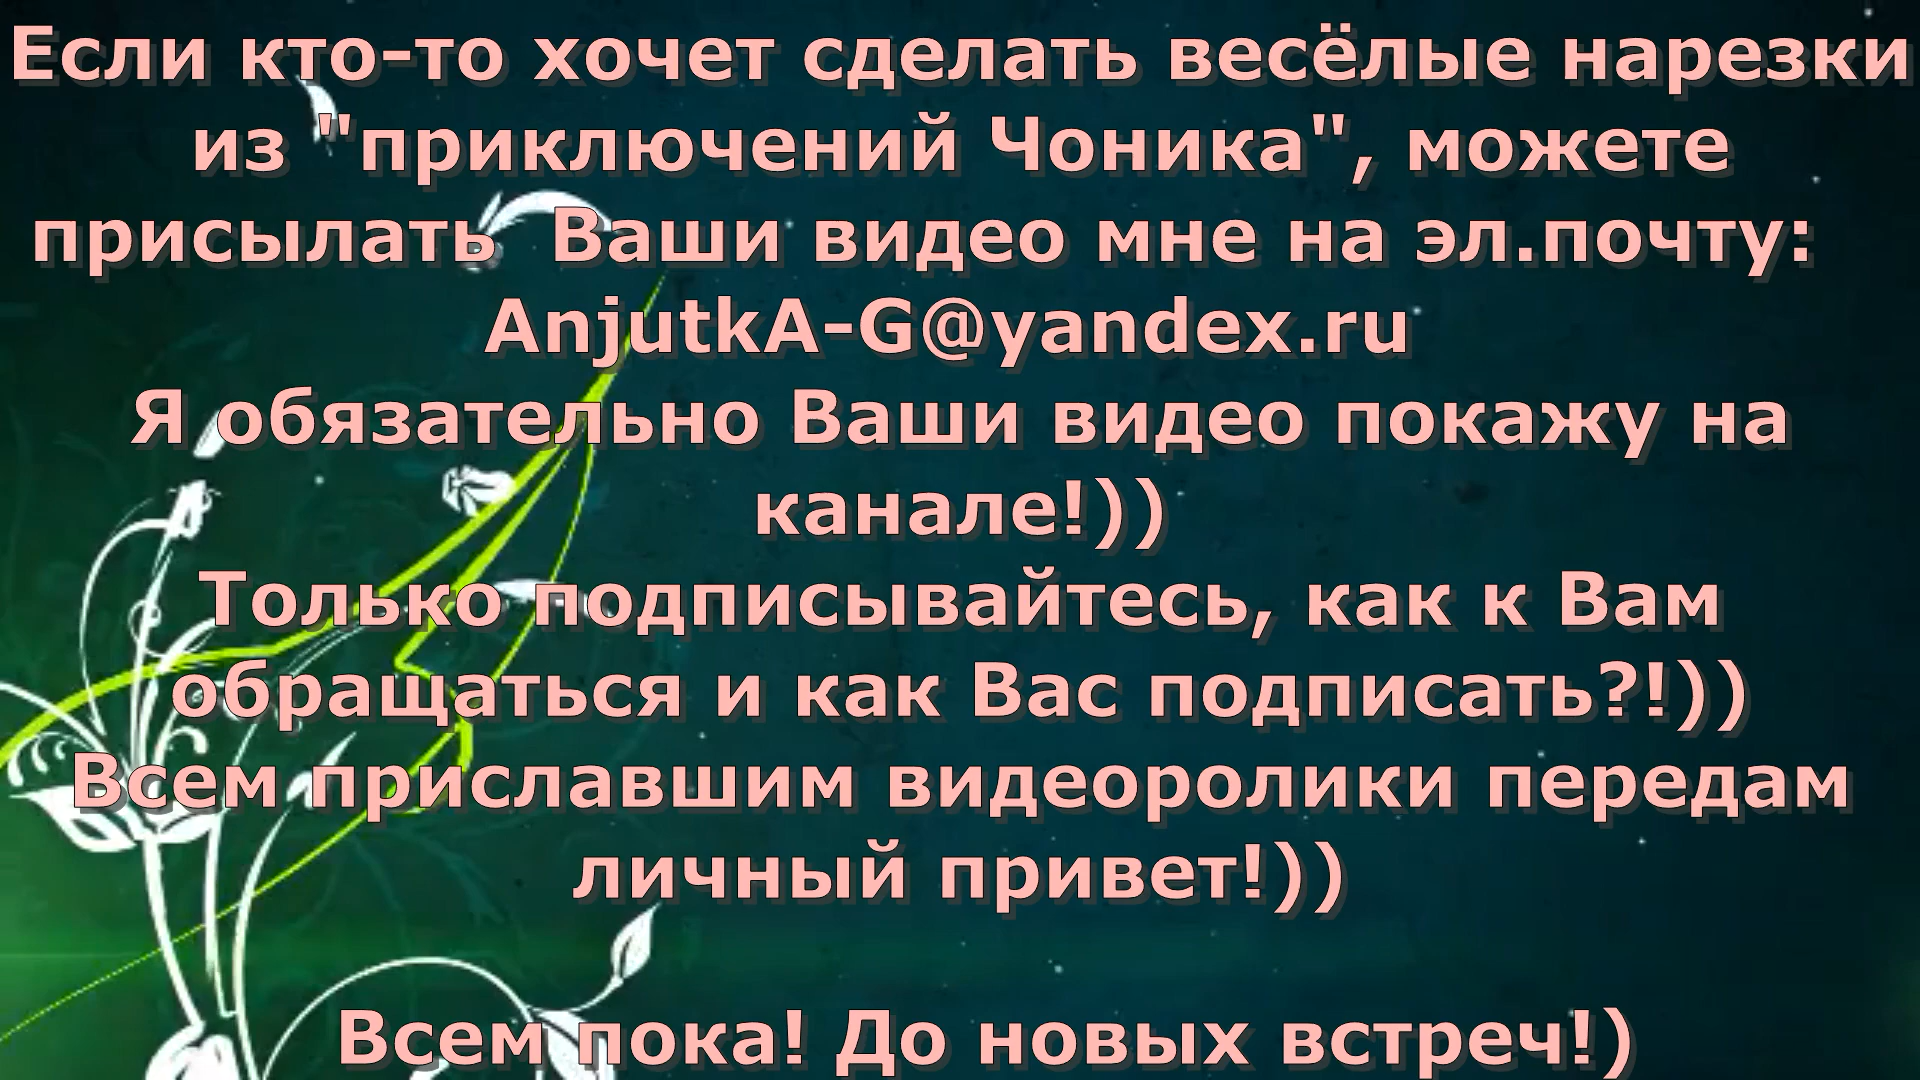 Если кто-то хочет сделать весёлые нарезки
из "приключений Чоника", можете
присылать  Ваши видео мне на эл.почту:
AnjutkA-G@yandex.ru
Я обязательно Ваши видео покажу на
канале!))
Только подписывайтесь, как к Вам
обращаться и как Вас подписать?!))
Всем приславшим видеоролики передам
личный привет!))
Всем пока! До новых встреч!)